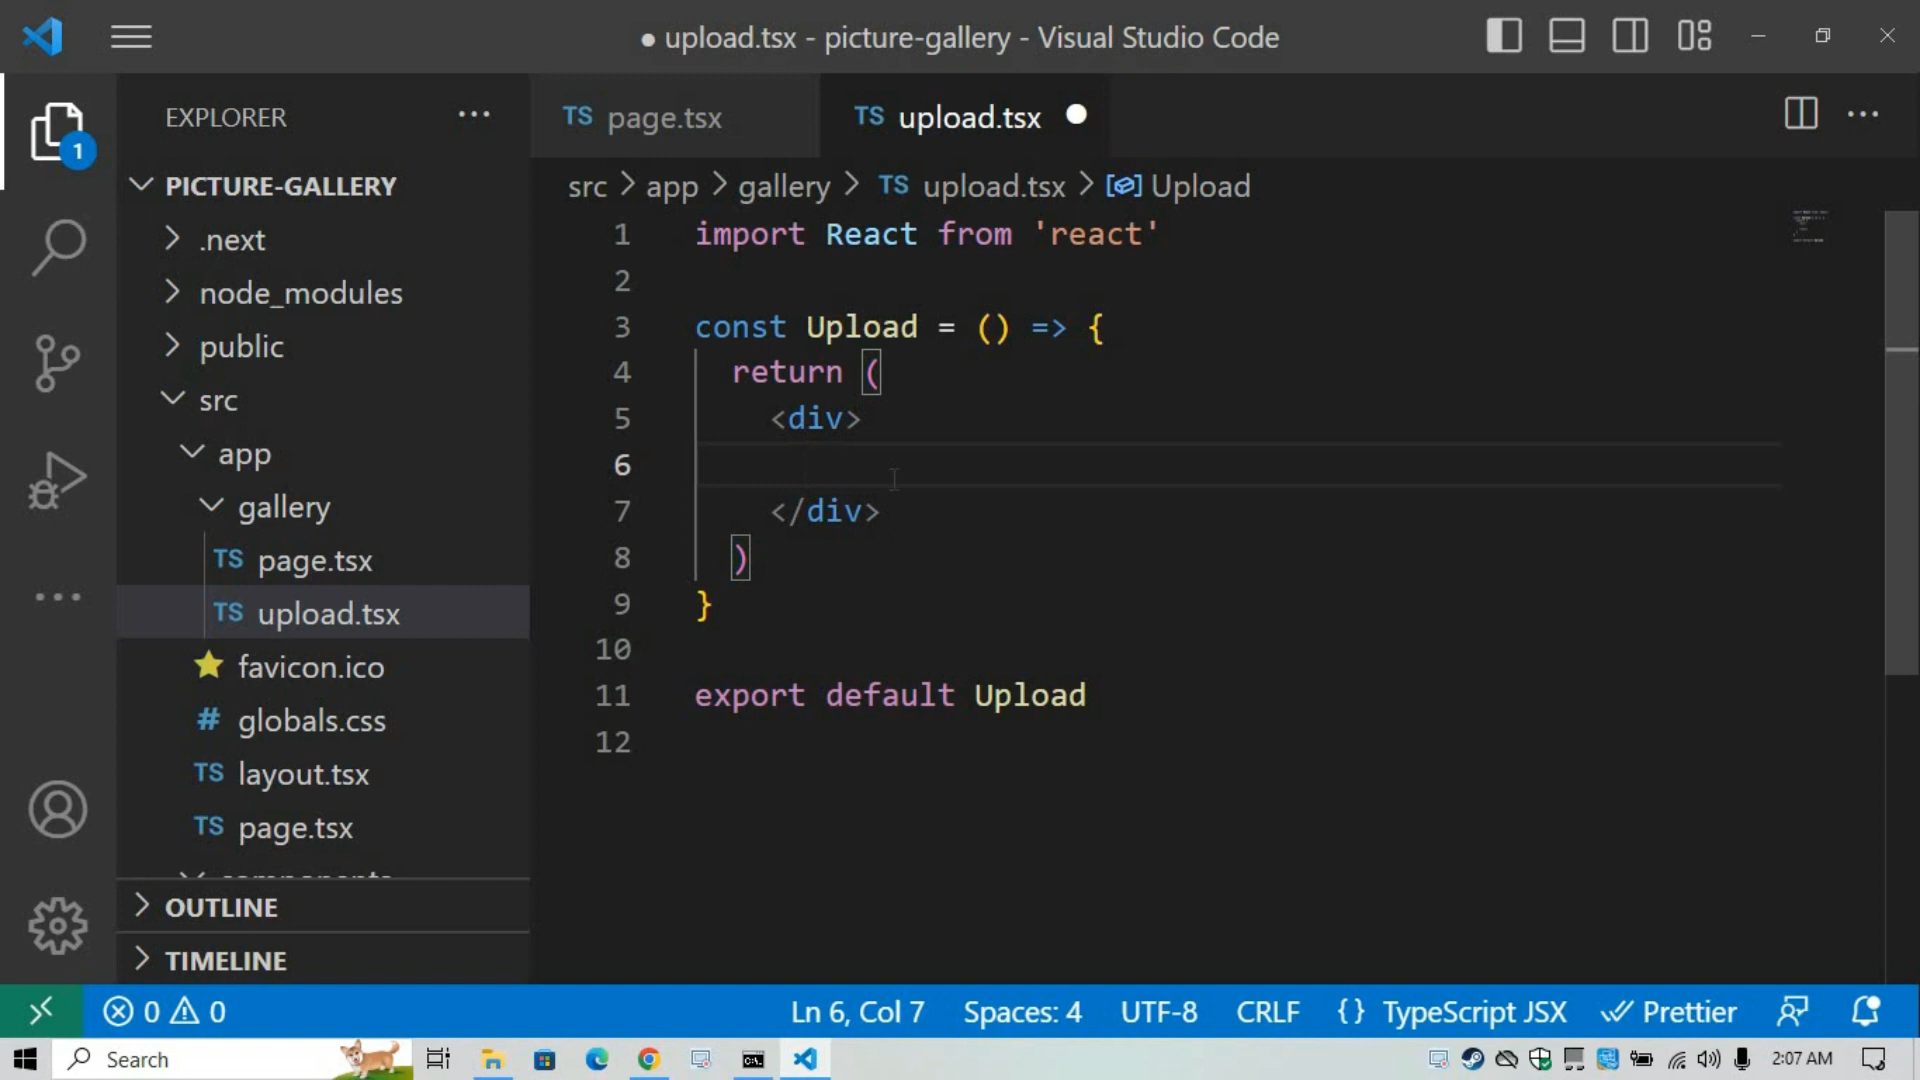 ● upload.tsx - picture-gallery - Visual Studio Code
EXPLORER
1
PICTURE-GALLERY
.next
node_modules
public
src
app
gallery
TS page.tsx
TS upload.tsx
favicon.ico
# globals.css
TS layout.tsx
TS page.tsx
components
OUTLINE
TIMELINE
TS page.tsx
TS upload.tsx
src > app > gallery > TS upload.tsx > Upload
1 import React from 'react'
2
3 const Upload = () => {
4 return (
5 <div>
6
7 </div>
8 )
9 }
10
11 export default Upload
12
0 0
Ln 6, Col 7
Spaces: 4
UTF-8
CRLF
{} TypeScript JSX
Prettier
Search
2:07 AM